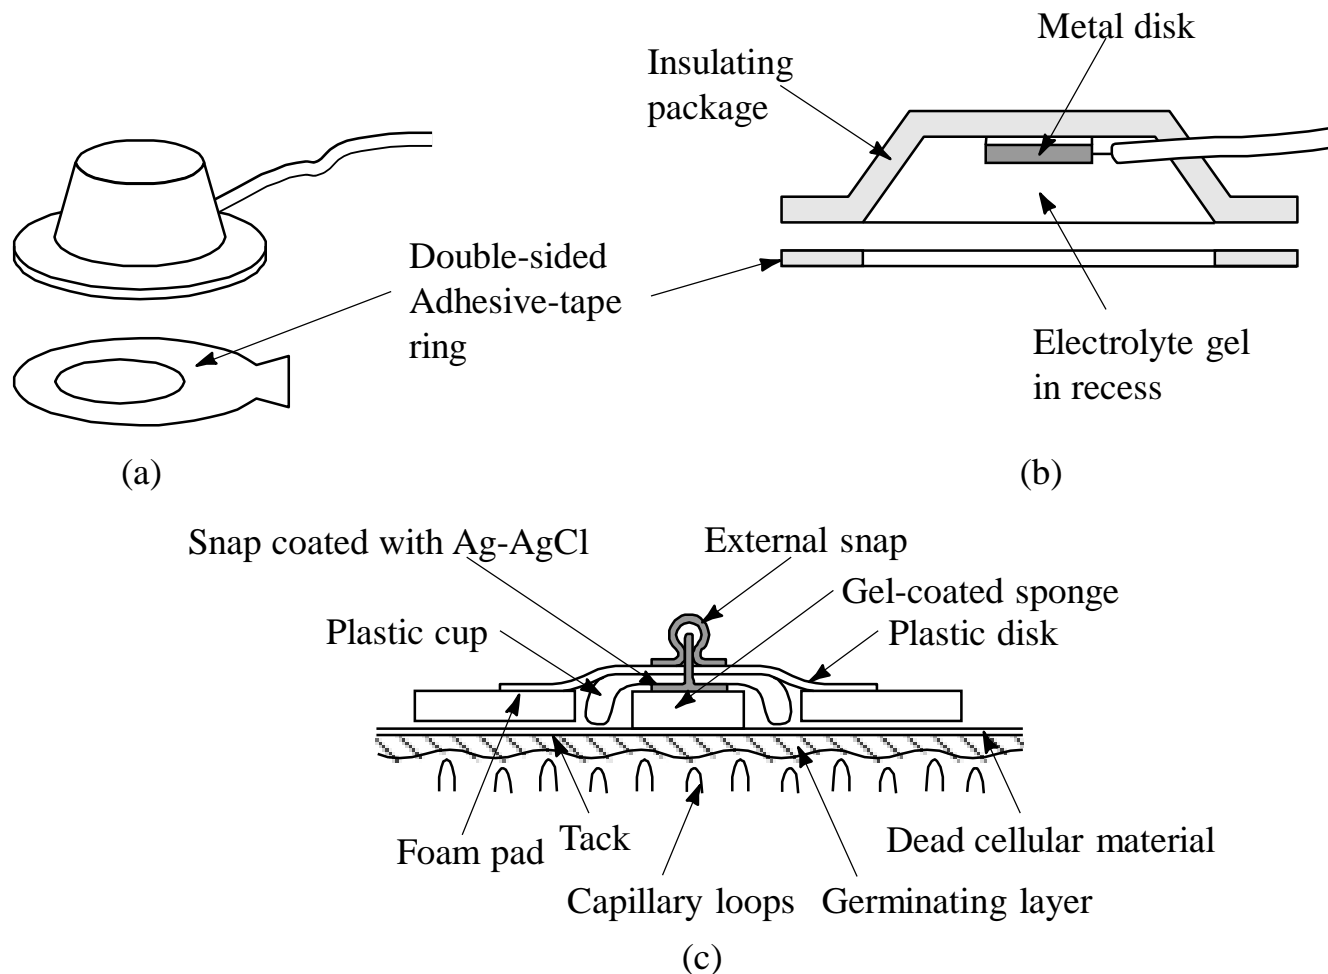 Metal disk
Insulating
package
Double-sided
Adhesive-tape
ring
Electrolyte gel
in recess
(a)
(b)
Snap coated with Ag-AgCl
External snap
Gel-coated sponge
Plastic cup
Plastic disk
Foam pad
Tack
Dead cellular material
Capillary loops
Germinating layer
(c)